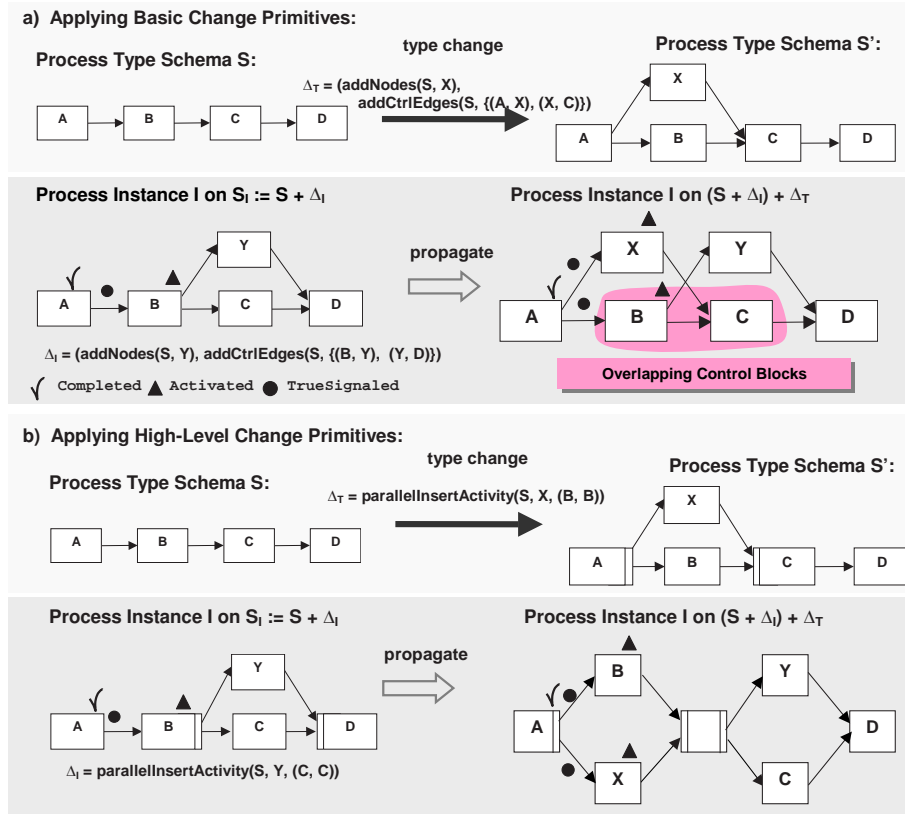 a) Applying Basic Change Primitives:
type change
Process Type Schema S:
Process Type Schema S’:
ΔT = (addNodes(S, X),
addCtrlEdges(S, {(A, X), (X, C)})
A B C D
X
A B C D
Process Instance I on SI := S + ΔI
Process Instance I on (S + ΔI) + ΔT
propagate
Y
A B C D
X Y
A B C D
ΔI = (addNodes(S, Y), addCtrlEdges(S, {(B, Y), (Y, D)})
Overlapping Control Blocks
Completed Activated TrueSignaled
b) Applying High-Level Change Primitives:
type change
Process Type Schema S:
Process Type Schema S’:
ΔT = parallelInsertActivity(S, X, (B, B))
A B C D
X
A B C D
Process Instance I on SI := S + ΔI
Process Instance I on (S + ΔI) + ΔT
propagate
Y
A B C D
B Y
A D
X C
ΔI = parallelInsertActivity(S, Y, (C, C))